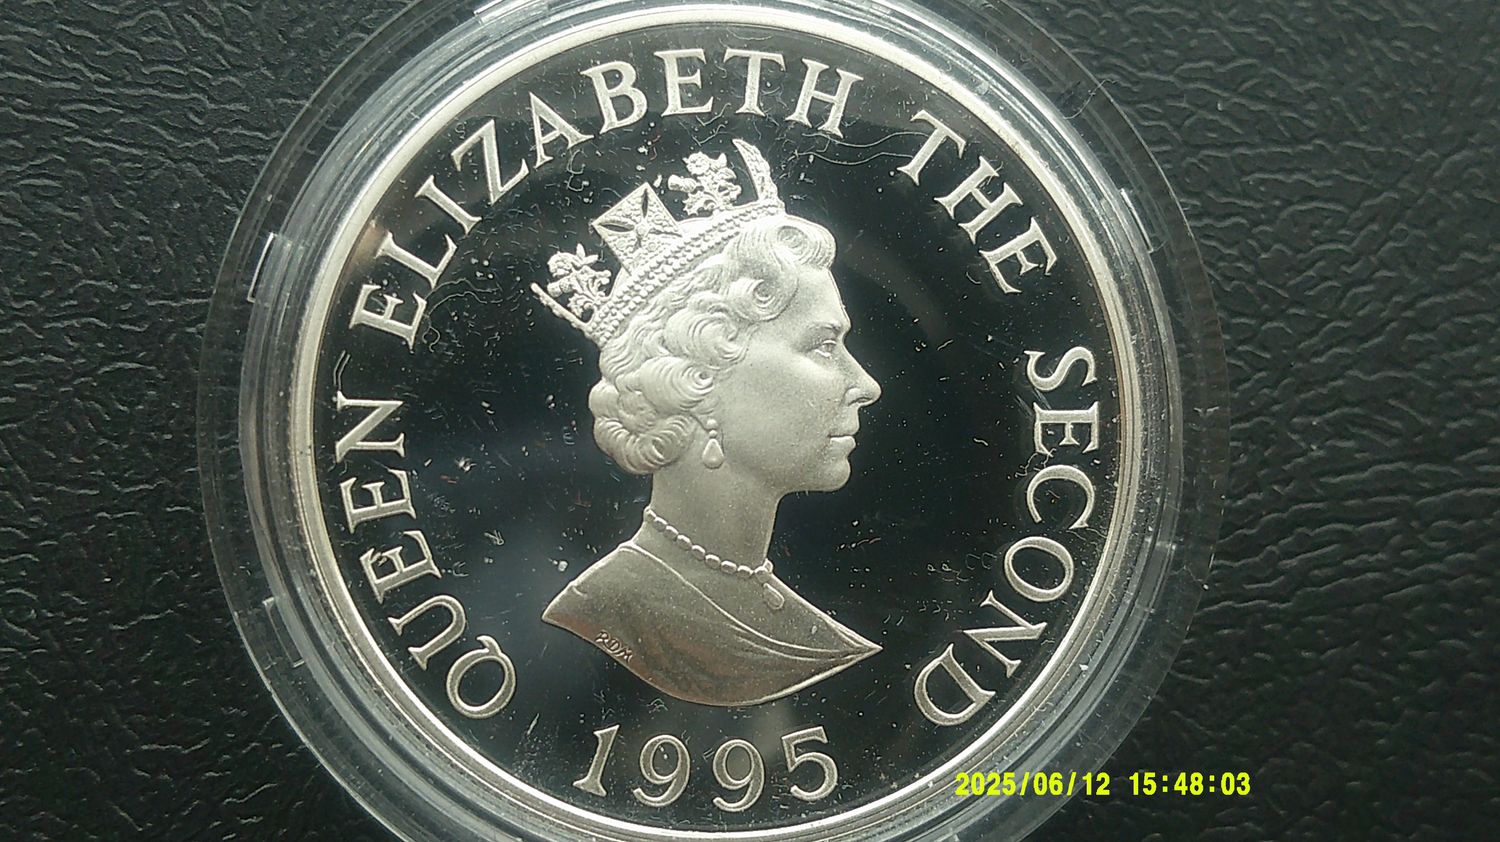 QUEEN ELIZABETH THE SECOND
RDM
1995
2025/06/12 15:48:03